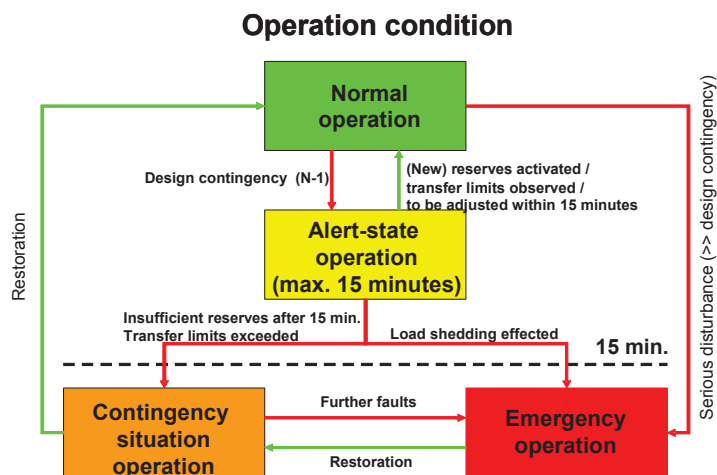 Operation condition
Normal
operation
Design contingency (N-1)
(New) reserves activated /
transfer limits observed /
to be adjusted within 15 minutes
Alert-state
operation
(max. 15 minutes)
Insufficient reserves after 15 min.
Transfer limits exceeded
Load shedding effected
15 min.
Contingency
situation
operation
Further faults
Restoration
Emergency
operation
Restoration
Serious disturbance (>> design contingency)